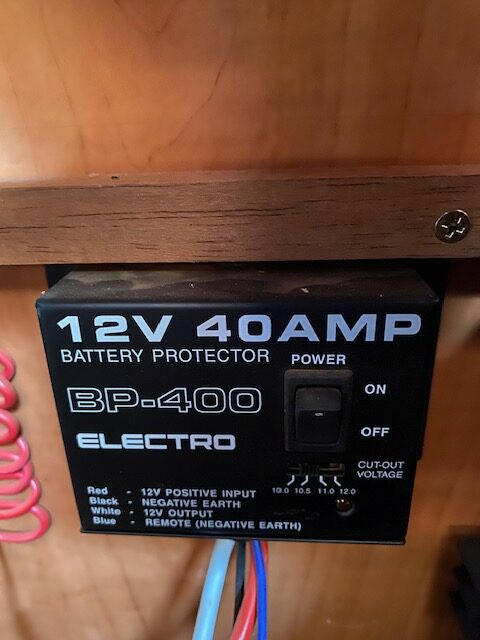 12V 40AMP
BATTERY PROTECTOR
POWER
BP-400
ON
ELECTRO
OFF
CUT-OUT
VOLTAGE
10.0 10.5 11.0 12.0
Red - 12V POSITIVE INPUT
Black - NEGATIVE EARTH
White - 12V OUTPUT
Blue - REMOTE (NEGATIVE EARTH)